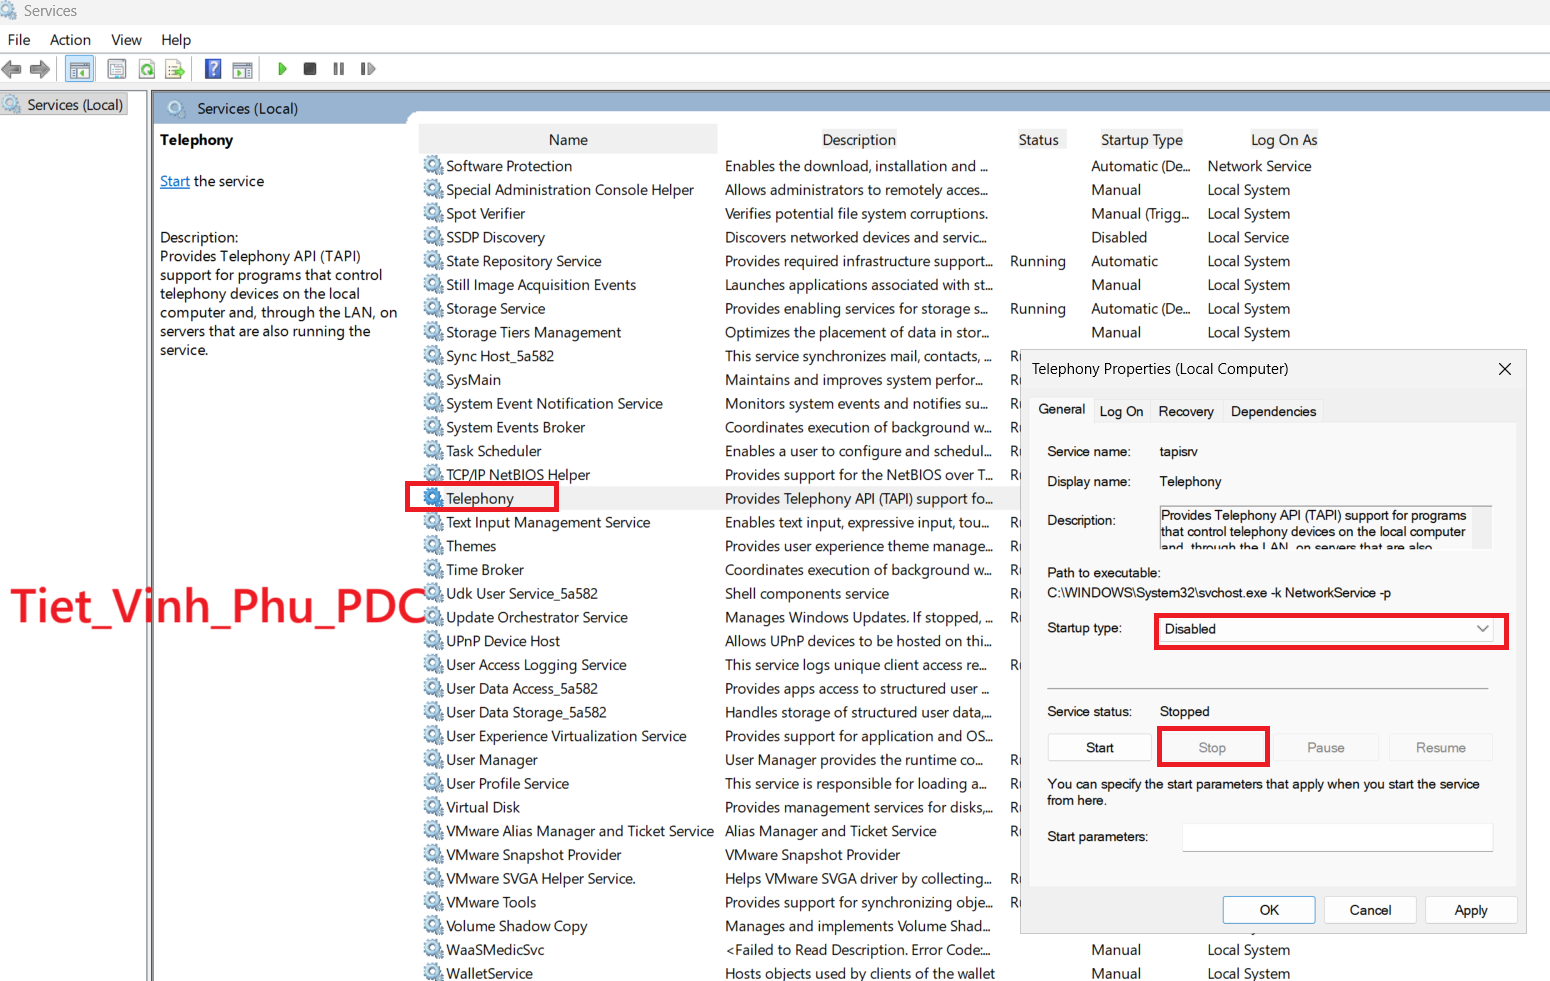 Services
File Action View Help
Services (Local)
Services (Local)
Telephony
Start the service
Description:
Provides Telephony API (TAPI)
support for programs that control
telephony devices on the local
computer and, through the LAN, on
servers that are also running the
service.
Tiet_Vinh_Phu_PDC
Name Description Status Startup Type Log On As
Software Protection Enables the download, installation and ... Automatic (De... Network Service
Special Administration Console Helper Allows administrators to remotely acces... Manual Local System
Spot Verifier Verifies potential file system corruptions. Manual (Trigg... Local System
SSDP Discovery Discovers networked devices and servic... Disabled Local Service
State Repository Service Provides required infrastructure support... Running Automatic Local System
Still Image Acquisition Events Launches applications associated with st... Manual Local System
Storage Service Provides enabling services for storage s... Running Automatic (De... Local System
Storage Tiers Management Optimizes the placement of data in stor... Manual Local System
Sync Host_5a582 This service synchronizes mail, contacts, ...
SysMain Maintains and improves system perfor...
System Event Notification Service Monitors system events and notifies su...
System Events Broker Coordinates execution of background w...
Task Scheduler Enables a user to configure and schedul...
TCP/IP NetBIOS Helper Provides support for the NetBIOS over T...
Telephony Provides Telephony API (TAPI) support fo...
Text Input Management Service Enables text input, expressive input, tou...
Themes Provides user experience theme manage...
Time Broker Coordinates execution of background w...
Udk User Service_5a582 Shell components service
Update Orchestrator Service Manages Windows Updates. If stopped, ...
UPnP Device Host Allows UPnP devices to be hosted on thi...
User Access Logging Service This service logs unique client access re...
User Data Access_5a582 Provides apps access to structured user ...
User Data Storage_5a582 Handles storage of structured user data,...
User Experience Virtualization Service Provides support for application and OS...
User Manager User Manager provides the runtime co...
User Profile Service This service is responsible for loading a...
Virtual Disk Provides management services for disks,...
VMware Alias Manager and Ticket Service Alias Manager and Ticket Service
VMware Snapshot Provider VMware Snapshot Provider
VMware SVGA Helper Service. Helps VMware SVGA driver by collecting...
VMware Tools Provides support for synchronizing obje...
Volume Shadow Copy Manages and implements Volume Shad...
WaaSMedicSvc <Failed to Read Description. Error Code:... Manual Local System
WalletService Hosts objects used by clients of the wallet Manual Local System
Telephony Properties (Local Computer)
General Log On Recovery Dependencies
Service name: tapisrv
Display name: Telephony
Description: Provides Telephony API (TAPI) support for programs
that control telephony devices on the local computer
and, through the LAN, on servers that are also
Path to executable:
C:\WINDOWS\System32\svchost.exe -k NetworkService -p
Startup type: Disabled
Service status: Stopped
Start Stop Pause Resume
You can specify the start parameters that apply when you start the service
from here.
Start parameters:
OK Cancel Apply